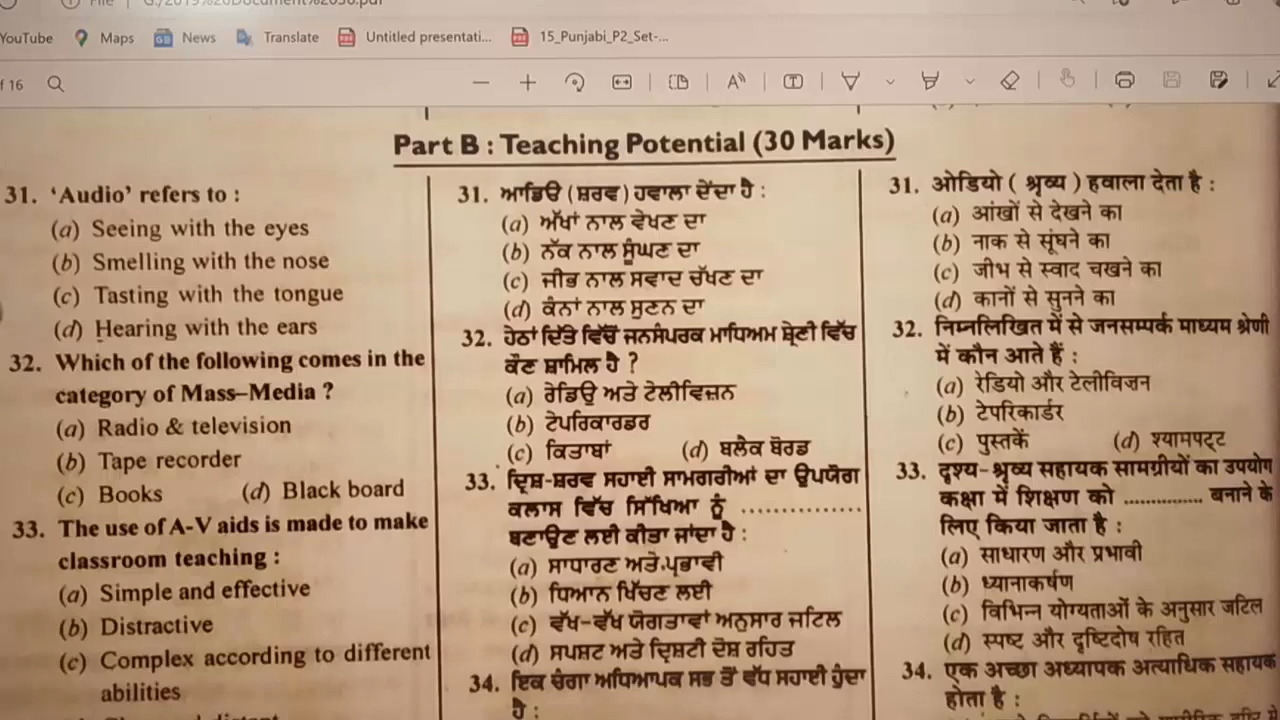 File
YouTube Maps News Translate Untitled presentati... 15_Punjabi_P2_Set-...
f 16
Part B : Teaching Potential (30 Marks)
31. 'Audio' refers to :
(a) Seeing with the eyes
(b) Smelling with the nose
(c) Tasting with the tongue
(d) Hearing with the ears
32. Which of the following comes in the
category of Mass–Media ?
(a) Radio & television
(b) Tape recorder
(c) Books (d) Black board
33. The use of A-V aids is made to make
classroom teaching :
(a) Simple and effective
(b) Distractive
(c) Complex according to different
abilities
31. ਆਡਿਓ (ਸ਼ਰਵ) ਹਵਾਲਾ ਦੇਂਦਾ ਹੈ :
(a) ਅੱਖਾਂ ਨਾਲ ਵੇਖਣ ਦਾ
(b) ਨੱਕ ਨਾਲ ਸੂੰਘਣ ਦਾ
(c) ਜੀਭ ਨਾਲ ਸਵਾਦ ਚੱਖਣ ਦਾ
(d) ਕੰਨਾਂ ਨਾਲ ਸੁਣਨ ਦਾ
32. ਹੇਠਾਂ ਦਿੱਤੇ ਵਿੱਚੋਂ ਜਨਸੰਪਰਕ ਮਾਧਿਅਮ ਸ਼੍ਰੇਣੀ ਵਿੱਚ
ਕੌਣ ਸ਼ਾਮਿਲ ਹੈ ?
(a) ਰੇਡਿਉ ਅਤੇ ਟੇਲੀਵਿਜ਼ਨ
(b) ਟੇਪਰਿਕਾਰਡਰ
(c) ਕਿਤਾਬਾਂ (d) ਬਲੈਕ ਬੋਰਡ
33. ਦ੍ਰਿਸ਼-ਸ਼ਰਵ ਸਹਾਈ ਸਾਮਗਰੀਆਂ ਦਾ ਉਪਯੋਗ
ਕਲਾਸ ਵਿੱਚ ਸਿੱਖਿਆ ਨੂੰ ...............
ਬਣਾਉਣ ਲਈ ਕੀਤਾ ਜਾਂਦਾ ਹੈ :
(a) ਸਾਧਾਰਣ ਅਤੇ ਪ੍ਰਭਾਵੀ
(b) ਧਿਆਨ ਖਿੱਚਣ ਲਈ
(c) ਵੱਖ-ਵੱਖ ਯੋਗਤਾਵਾਂ ਅਨੁਸਾਰ ਜਟਿਲ
(d) ਸਪਸ਼ਟ ਅਤੇ ਦ੍ਰਿਸ਼ਟੀ ਦੋਸ਼ ਰਹਿਤ
34. ਇਕ ਚੰਗਾ ਅਧਿਆਪਕ ਸਭ ਤੋਂ ਵੱਧ ਸਹਾਈ ਹੁੰਦਾ
ਹੈ :
31. ओडियो ( श्रृव्य ) हवाला देता है :
(a) आंखों से देखने का
(b) नाक से सूंघने का
(c) जीभ से स्वाद चखने का
(d) कानों से सुनने का
32. निम्नलिखित में से जनसम्पर्क माध्यम श्रेणी
में कौन आते हैं :
(a) रेडियो और टेलीविज़न
(b) टेपरिकार्डर
(c) पुस्तकें (d) श्यामपट्ट
33. दृश्य-श्रृव्य सहायक सामग्रीयों का उपयोग
कक्षा में शिक्षण को ............... बनाने के
लिए किया जाता है :
(a) साधारण और प्रभावी
(b) ध्यानाकर्षण
(c) विभिन्न योग्यताओं के अनुसार जटिल
(d) स्पष्ट और दृष्टिदोष रहित
34. एक अच्छा अध्यापक अत्याधिक सहायक
होता है :